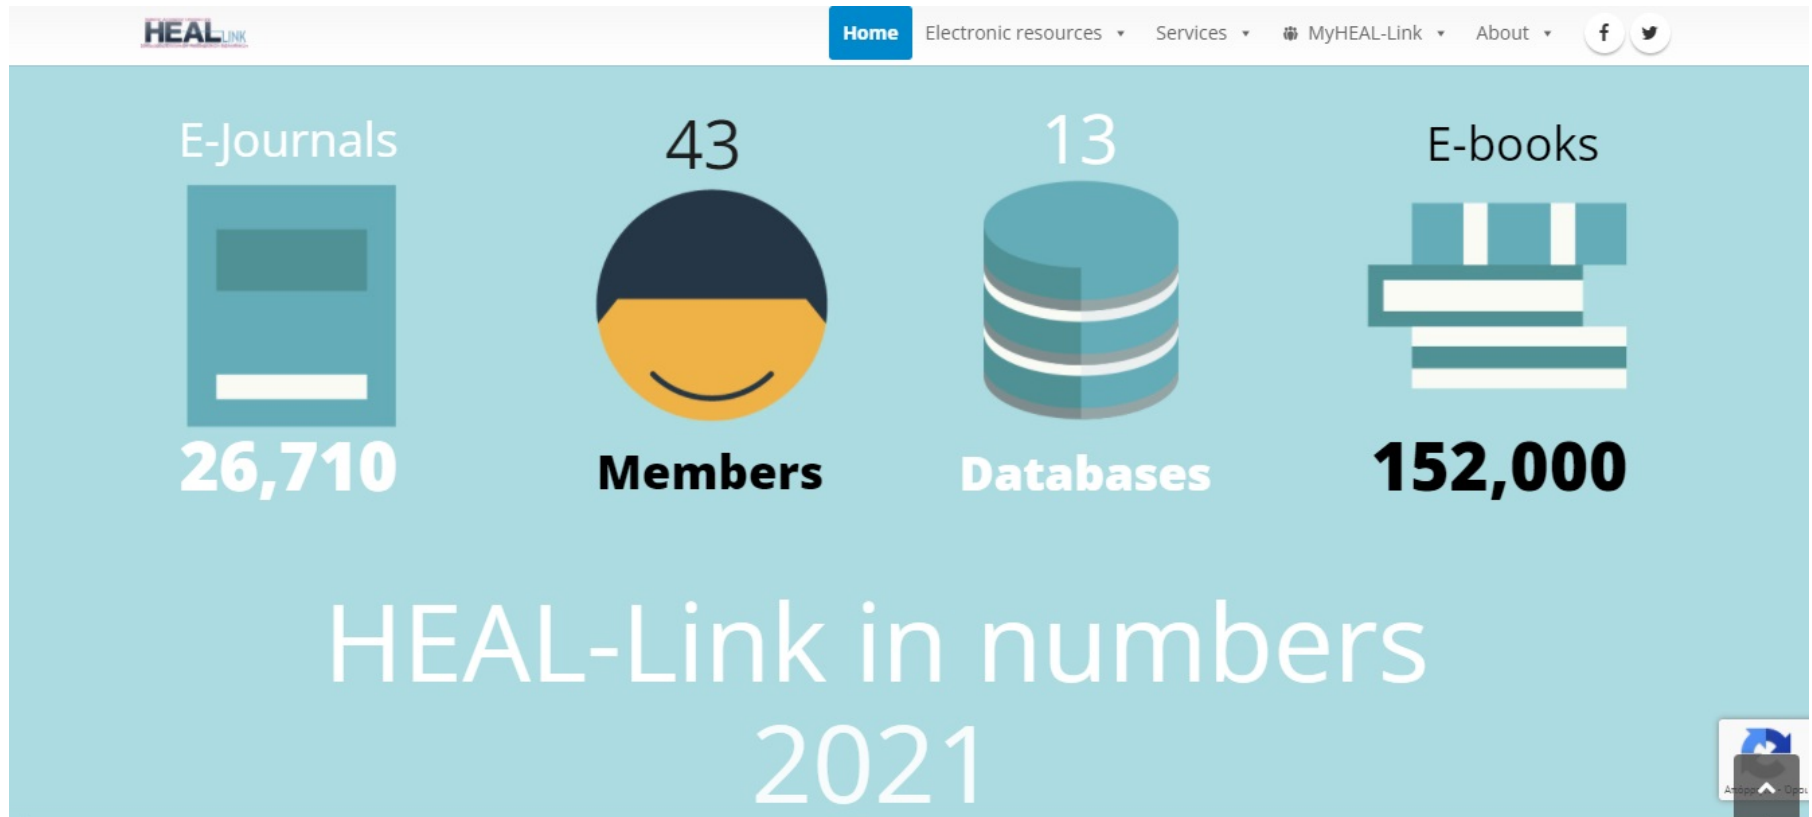 HEAL LINK
Home Electronic resources Services MyHEAL-Link About
E-Journals
26,710
43
Members
13
Databases
E-books
152,000
HEAL-Link in numbers
2021